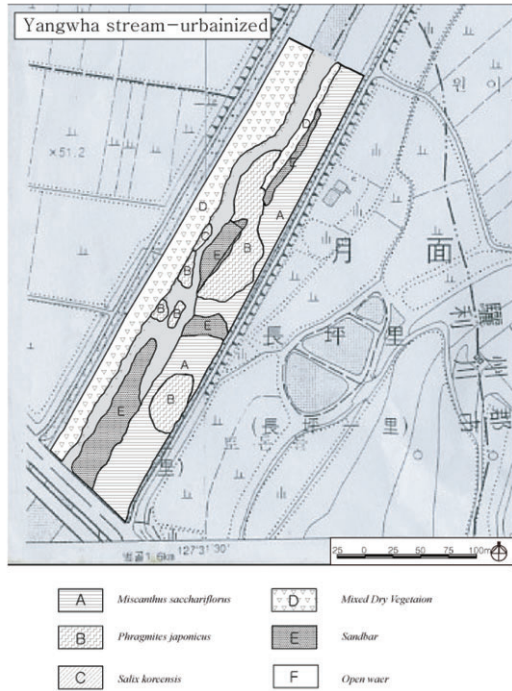 Yangwha stream-urbainized
×51.2
D
C
E
A
D
E
B
B
B
B
E
A
E
B
月 面
長 坪 里
(長 坪 一 里)
里)
127°31′30″
25 0 25 50 75 100m
A Miscanthus sacchariflorus
D Mixed Dry Vegetaion
B Phragmites japonicus
E Sandbar
C Salix koreensis
F Open waer